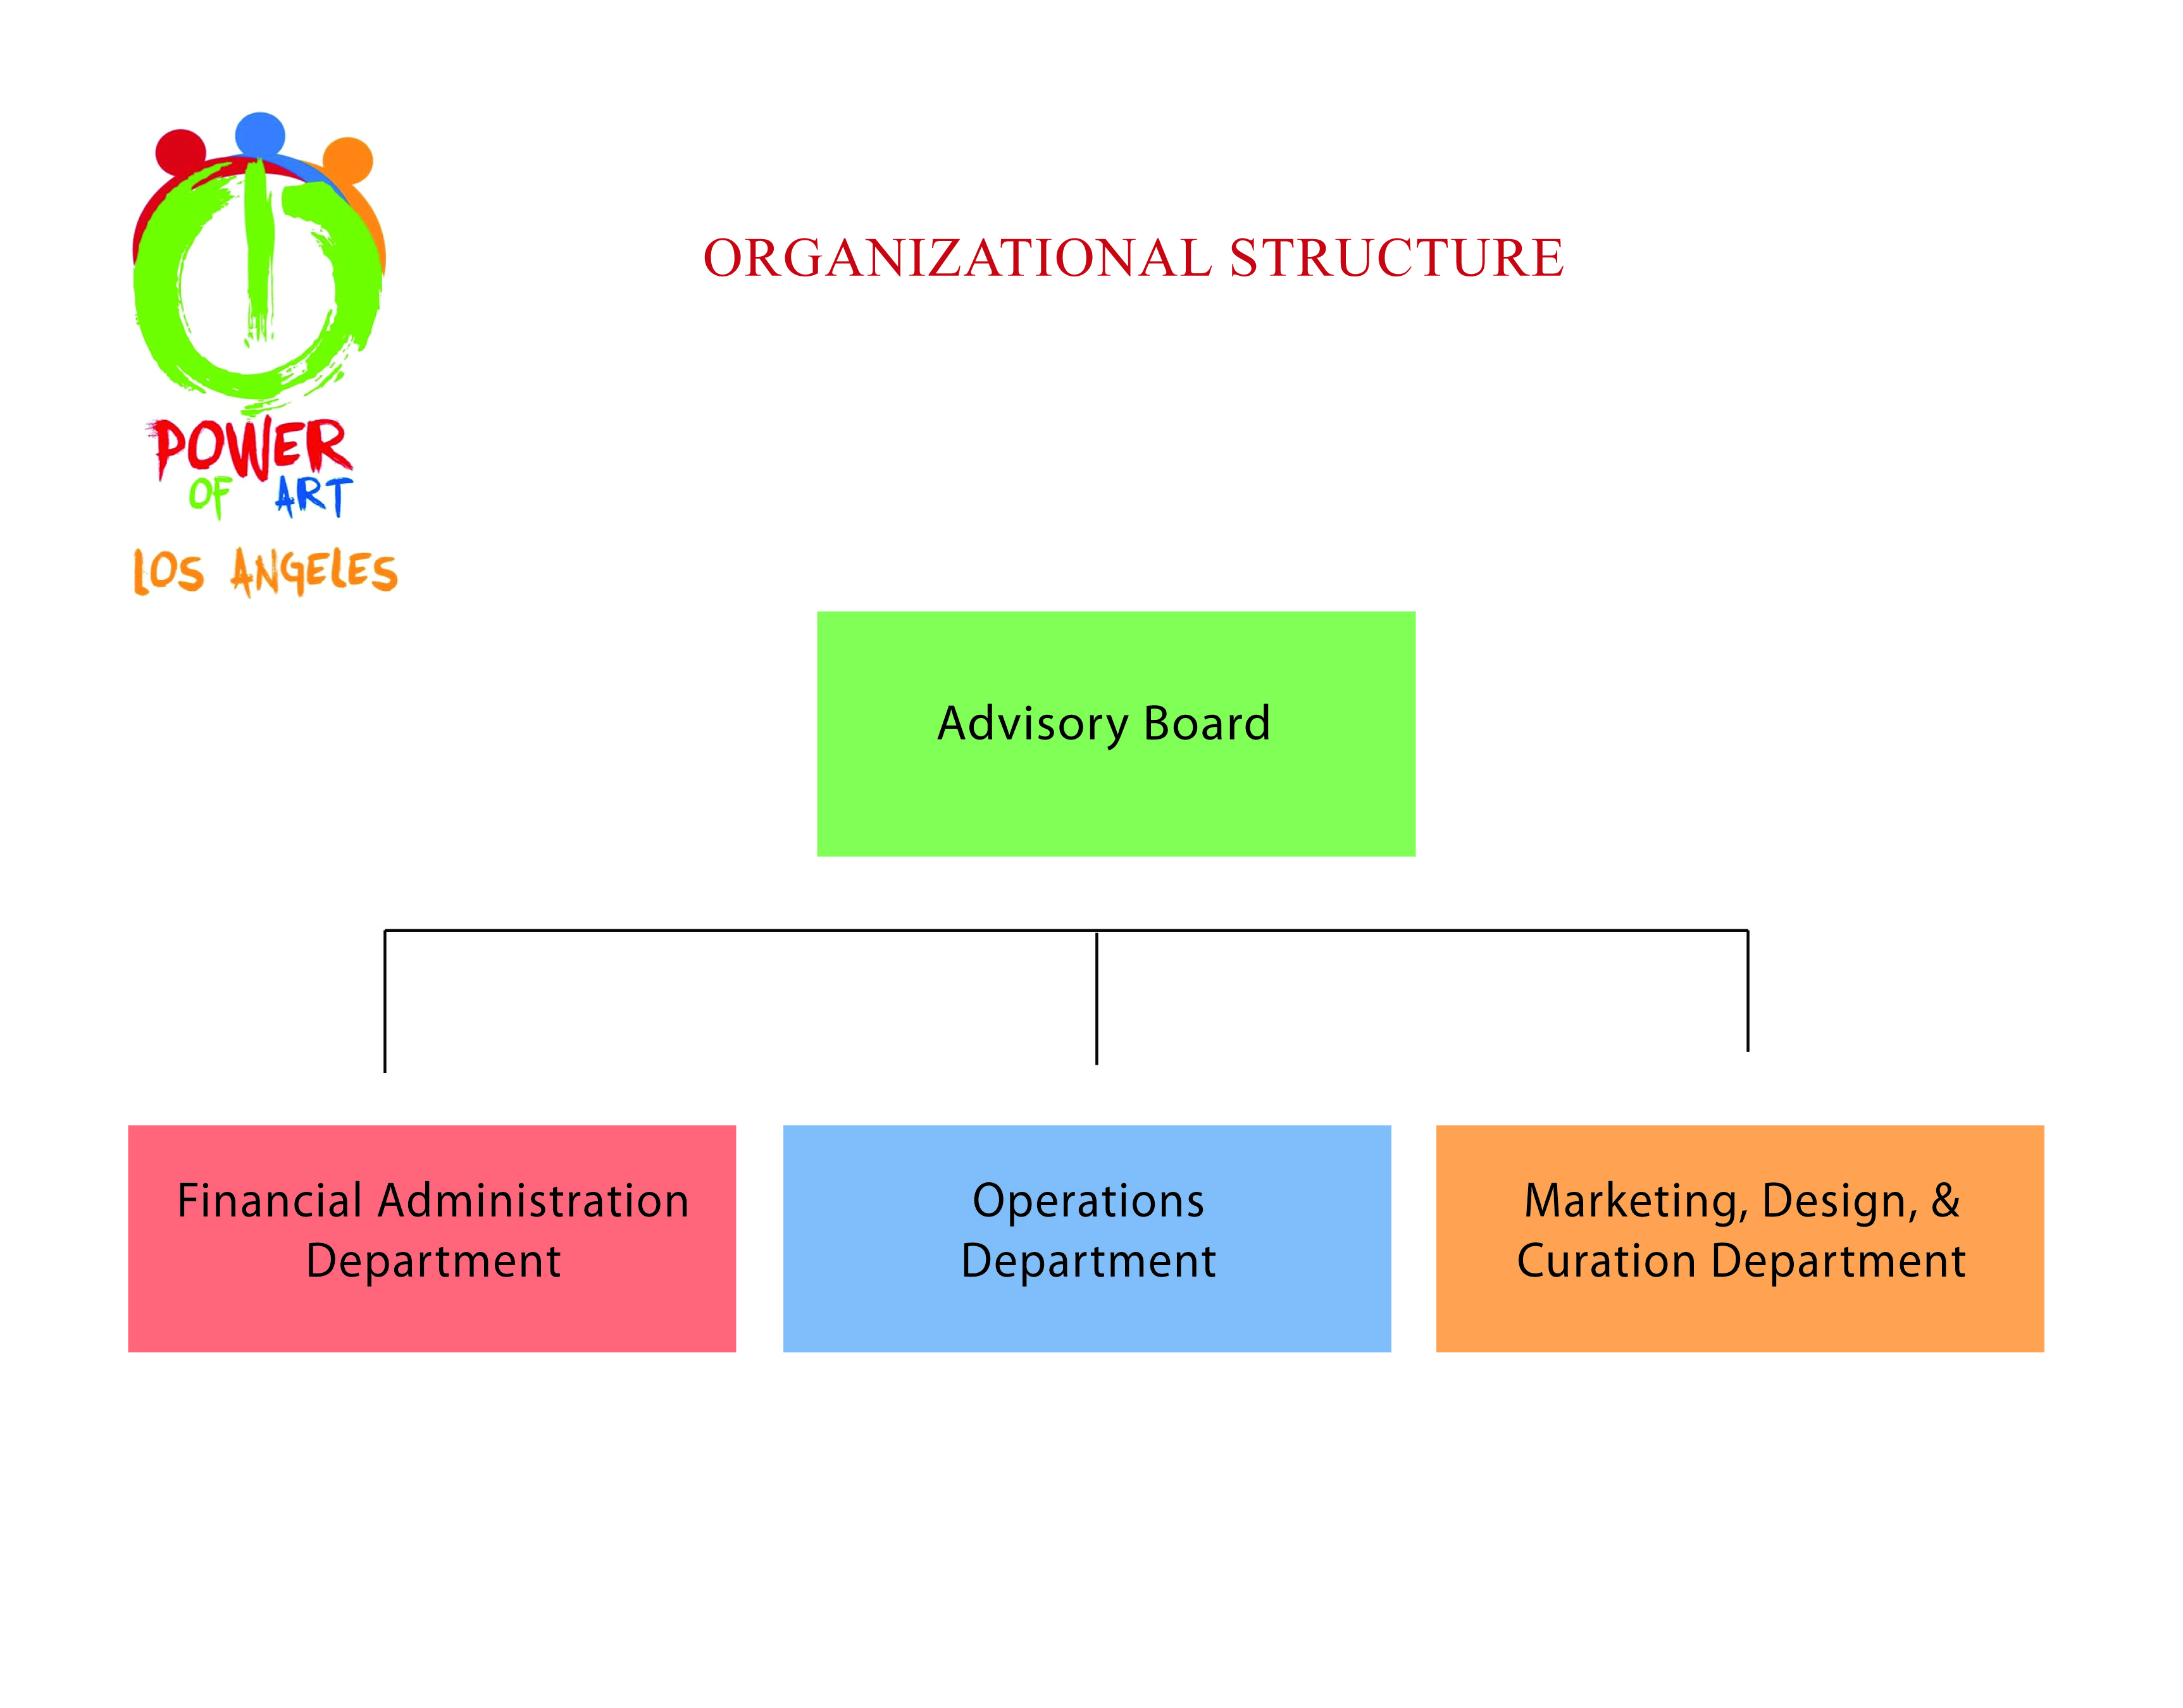 ORGANIZATIONAL STRUCTURE
POWER
OF ART
LOS ANGELES
Advisory Board
Financial Administration
Department
Operations
Department
Marketing, Design, &
Curation Department